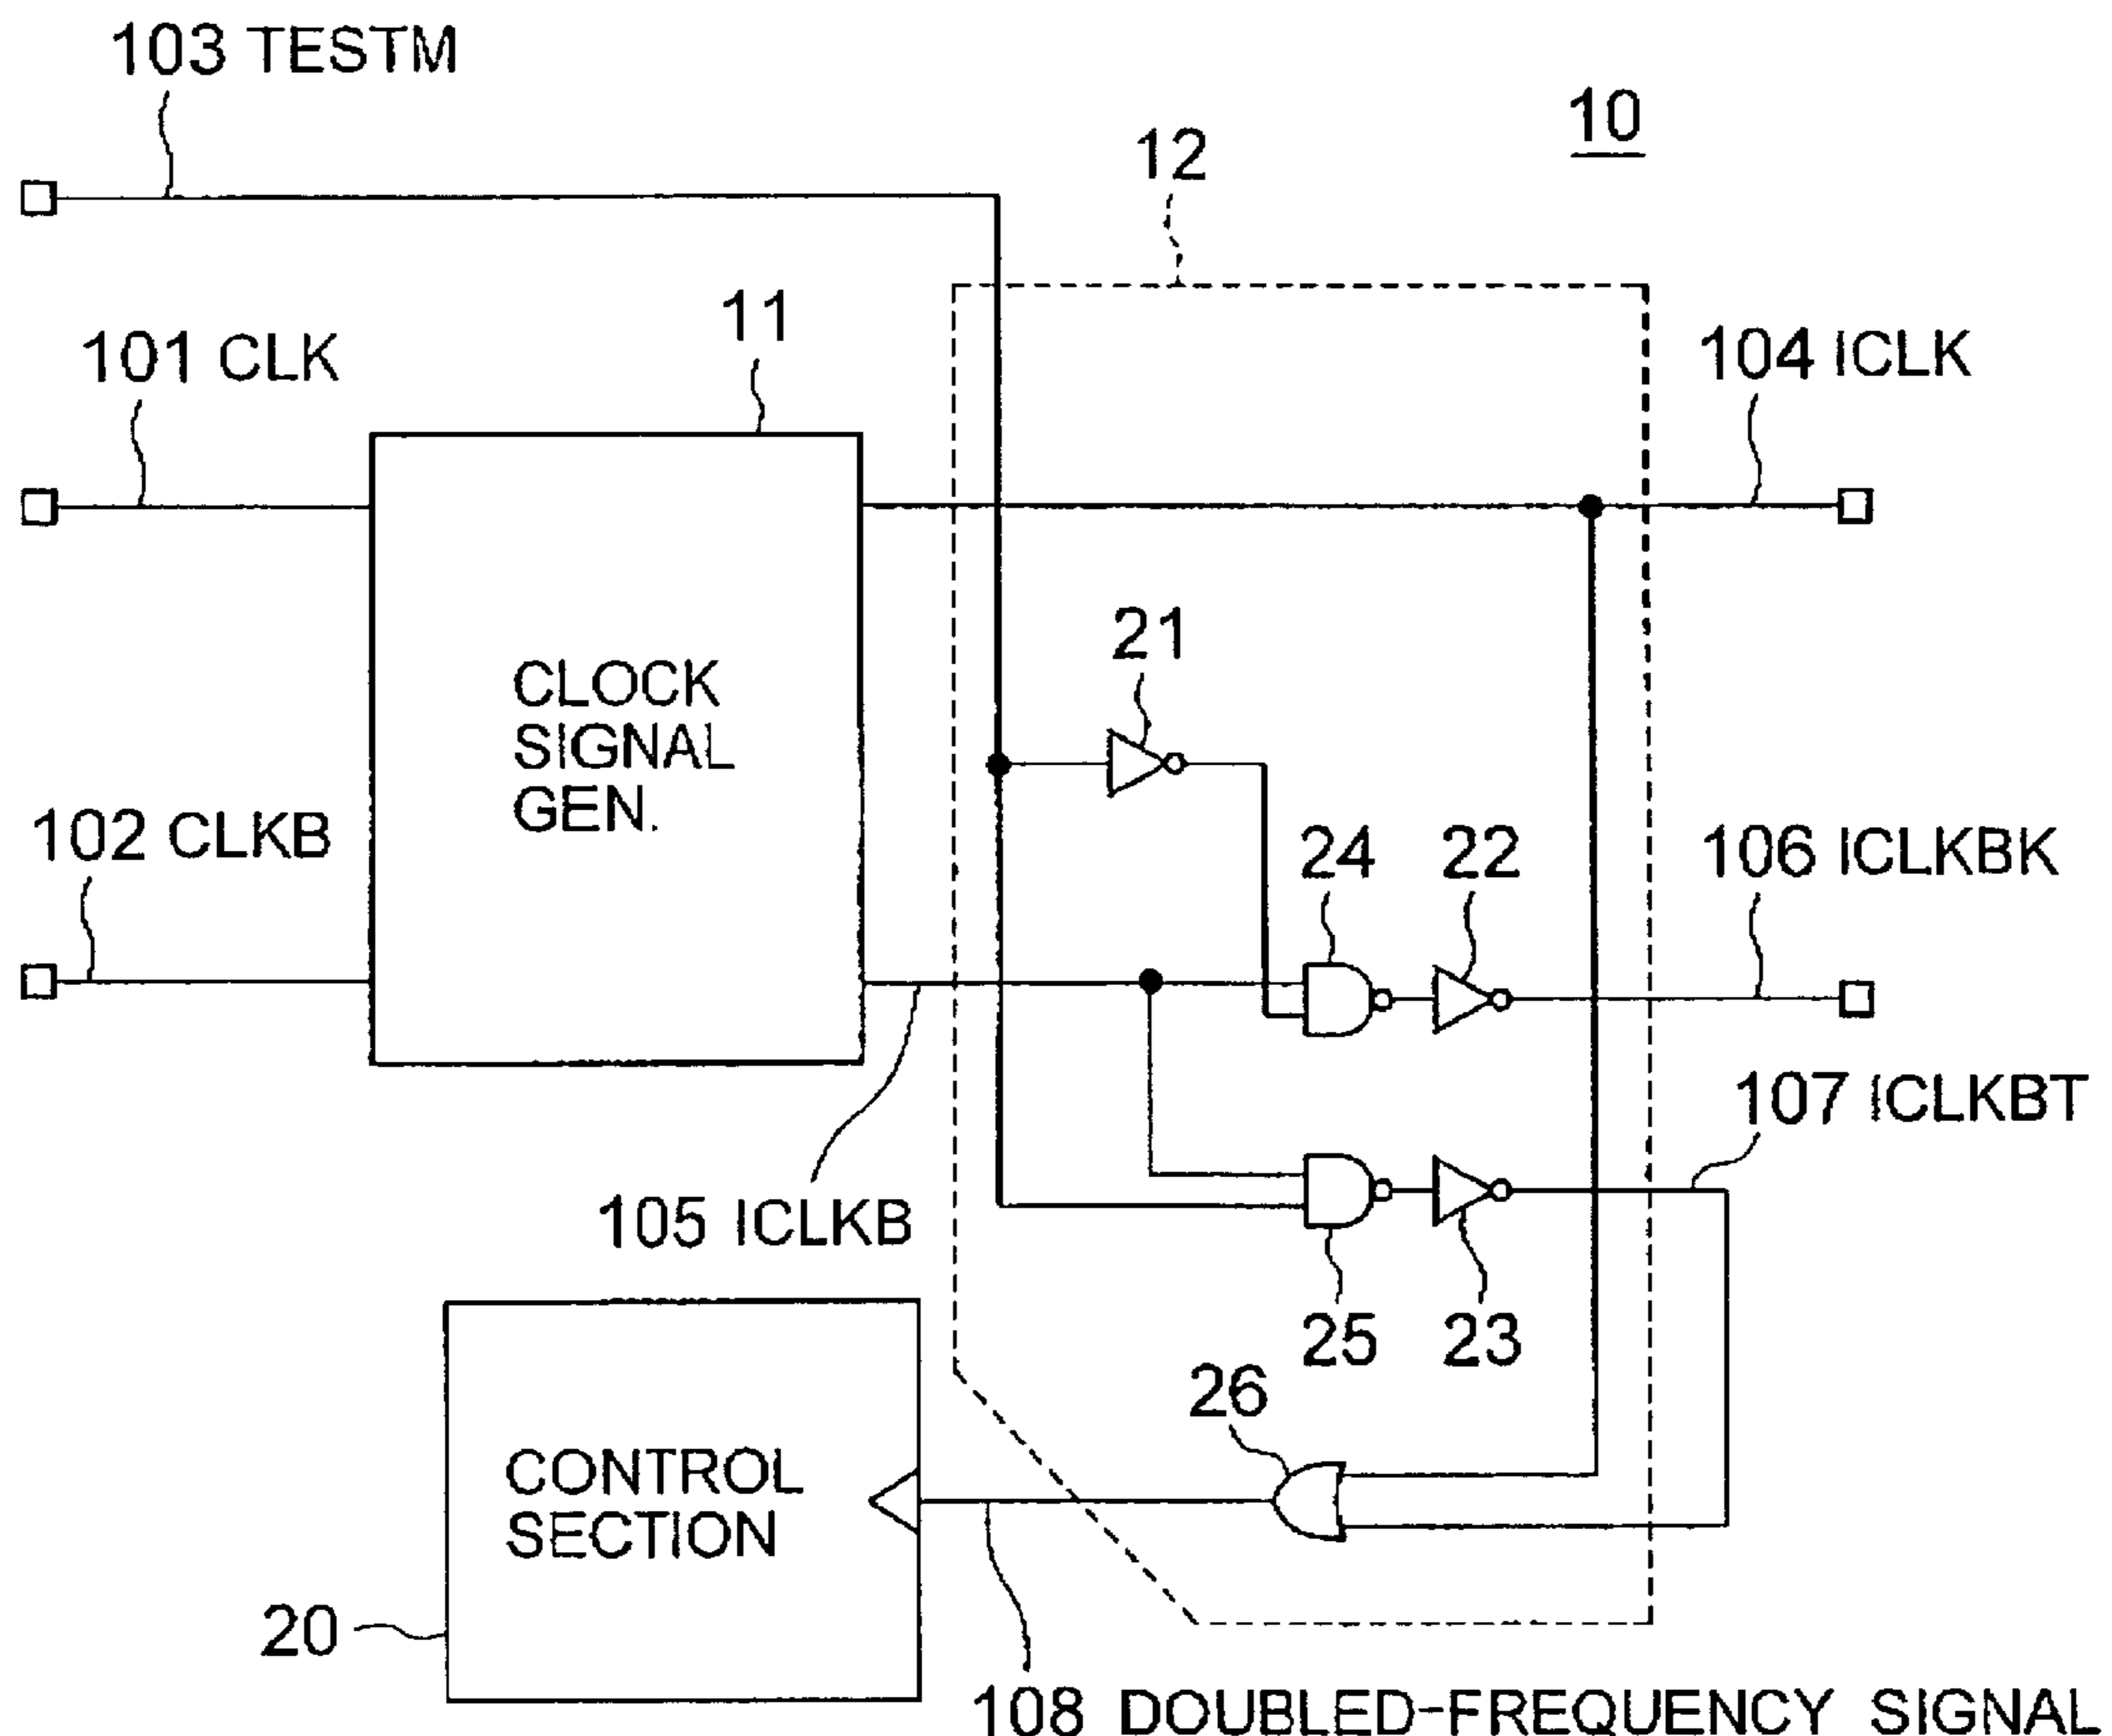 103 TESTM
10
12
11
101 CLK
104 ICLK
21
CLOCK
SIGNAL
GEN.
102 CLKB
24
22
106 ICLKBK
107 ICLKBT
105 ICLKB
25
23
26
CONTROL
SECTION
20
108 DOUBLED-FREQUENCY SIGNAL